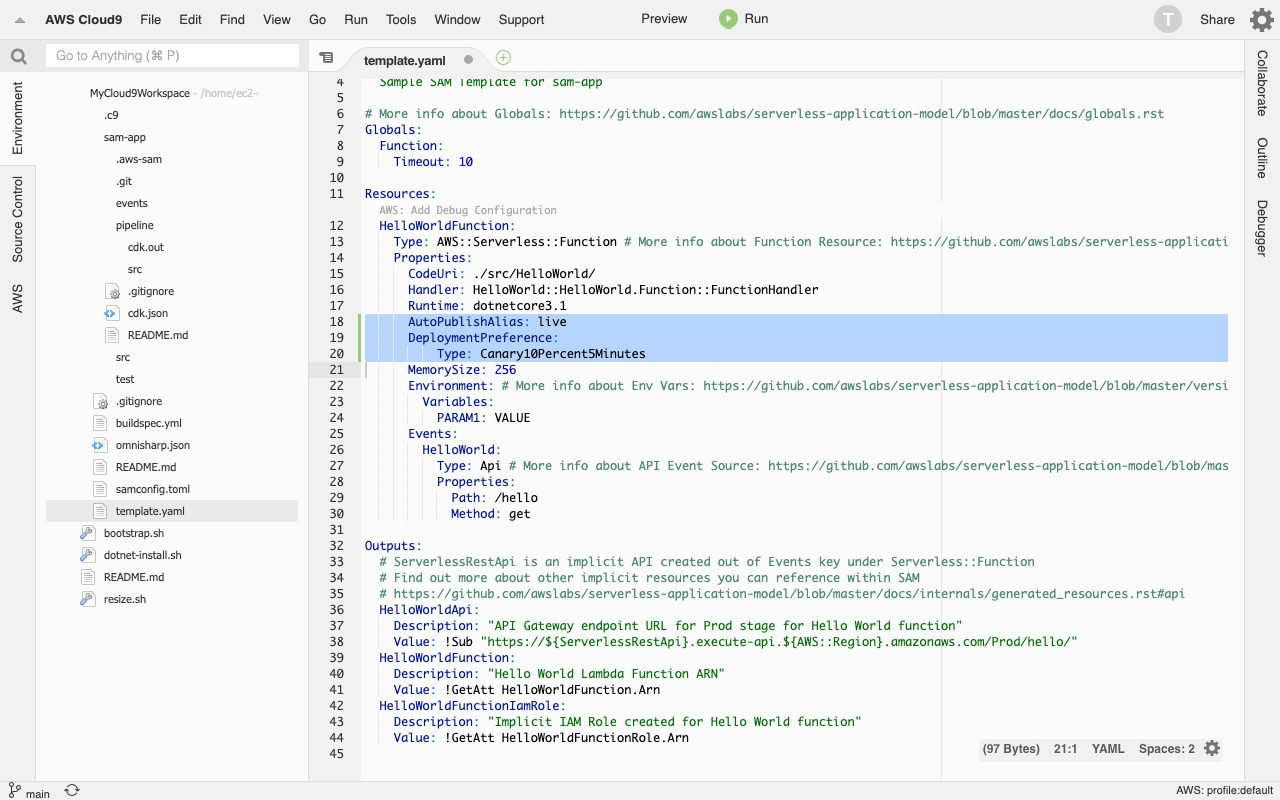 AWS Cloud9 File Edit Find View Go Run Tools Window Support Preview Run T Share
Go to Anything (⌘ P)
template.yaml
Environment
Source Control
AWS
MyCloud9Workspace - /home/ec2-
.c9
sam-app
.aws-sam
.git
events
pipeline
cdk.out
src
.gitignore
cdk.json
README.md
src
test
.gitignore
buildspec.yml
omnisharp.json
README.md
samconfig.toml
template.yaml
bootstrap.sh
dotnet-install.sh
README.md
resize.sh
4 Sample SAM Template for sam-app
5
6 # More info about Globals: https://github.com/awslabs/serverless-application-model/blob/master/docs/globals.rst
7 Globals:
8 Function:
9 Timeout: 10
10
11 Resources:
AWS: Add Debug Configuration
12 HelloWorldFunction:
13 Type: AWS::Serverless::Function # More info about Function Resource: https://github.com/awslabs/serverless-applicati
14 Properties:
15 CodeUri: ./src/HelloWorld/
16 Handler: HelloWorld::HelloWorld.Function::FunctionHandler
17 Runtime: dotnetcore3.1
18 AutoPublishAlias: live
19 DeploymentPreference:
20 Type: Canary10Percent5Minutes
21 MemorySize: 256
22 Environment: # More info about Env Vars: https://github.com/awslabs/serverless-application-model/blob/master/versi
23 Variables:
24 PARAM1: VALUE
25 Events:
26 HelloWorld:
27 Type: Api # More info about API Event Source: https://github.com/awslabs/serverless-application-model/blob/mas
28 Properties:
29 Path: /hello
30 Method: get
31
32 Outputs:
33 # ServerlessRestApi is an implicit API created out of Events key under Serverless::Function
34 # Find out more about other implicit resources you can reference within SAM
35 # https://github.com/awslabs/serverless-application-model/blob/master/docs/internals/generated_resources.rst#api
36 HelloWorldApi:
37 Description: "API Gateway endpoint URL for Prod stage for Hello World function"
38 Value: !Sub "https://${ServerlessRestApi}.execute-api.${AWS::Region}.amazonaws.com/Prod/hello/"
39 HelloWorldFunction:
40 Description: "Hello World Lambda Function ARN"
41 Value: !GetAtt HelloWorldFunction.Arn
42 HelloWorldFunctionIamRole:
43 Description: "Implicit IAM Role created for Hello World function"
44 Value: !GetAtt HelloWorldFunctionRole.Arn
45
(97 Bytes) 21:1 YAML Spaces: 2
Collaborate
Outline
Debugger
main
AWS: profile:default